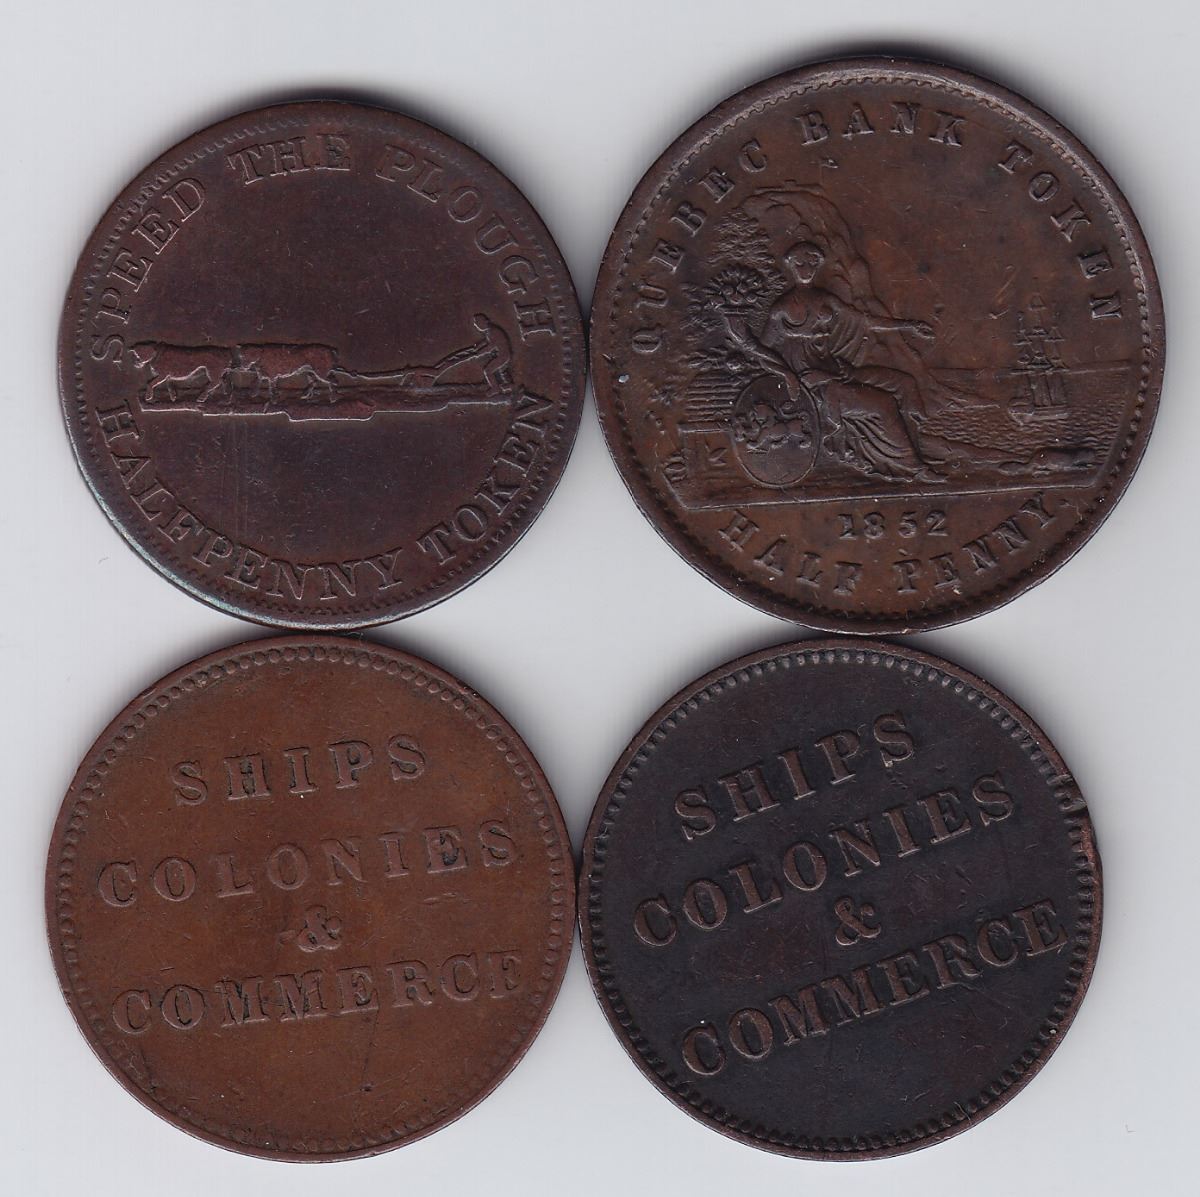 SPEED THE PLOUGH
HALFPENNY TOKEN
QUEBEC BANK TOKEN
1852
HALF PENNY
SHIPS
COLONIES
&
COMMERCE
SHIPS
COLONIES
&
COMMERCE